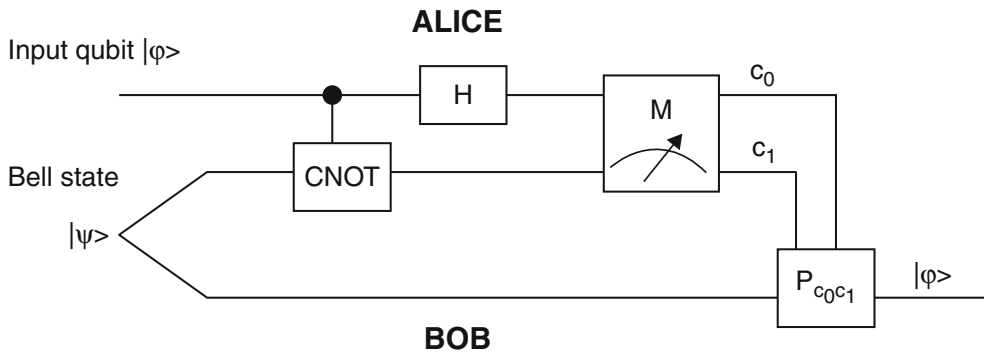 ALICE
Input qubit |φ>
H
M
c0
c1
CNOT
Bell state
|ψ>
Pc0c1
|φ>
BOB